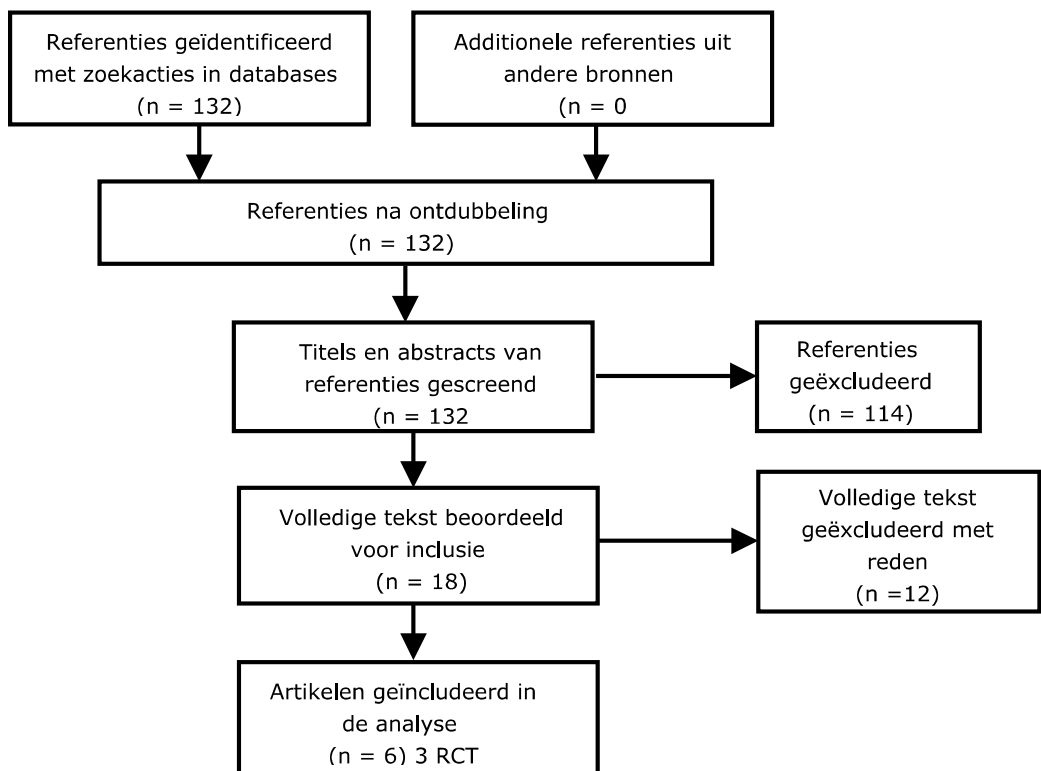 Referenties geïdentificeerd
met zoekacties in databases
(n = 132)
Additionele referenties uit
andere bronnen
(n = 0
Referenties na ontdubbeling
(n = 132)
Titels en abstracts van
referenties gescreend
(n = 132
Referenties
geëxcludeerd
(n = 114)
Volledige tekst beoordeeld
voor inclusie
(n = 18)
Volledige tekst
geëxcludeerd met
reden
(n =12)
Artikelen geïncludeerd in
de analyse
(n = 6) 3 RCT